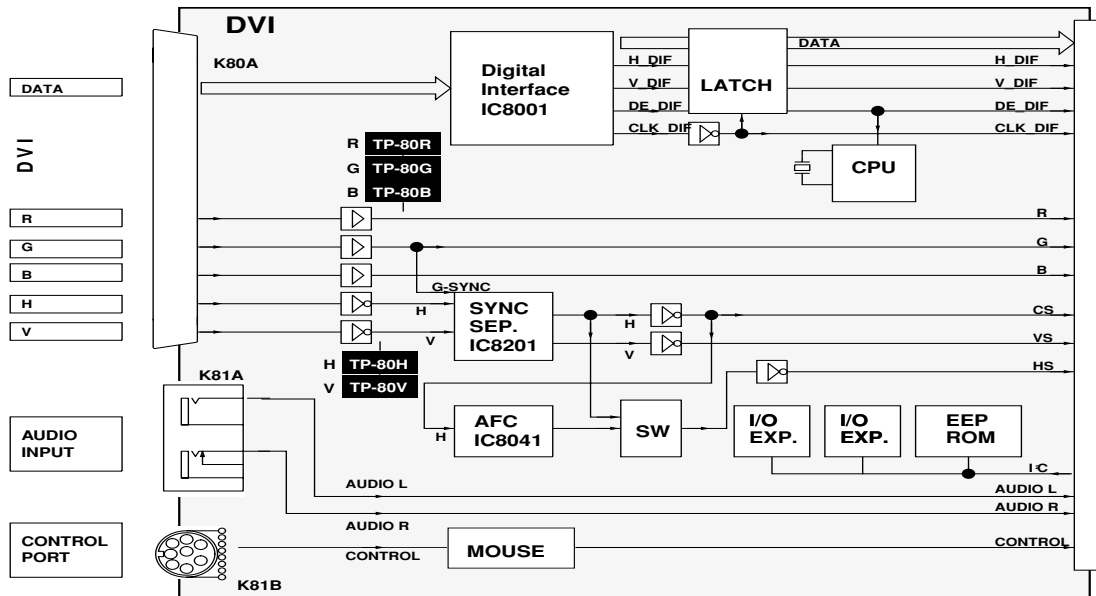 DVI
K80A
DATA
DVI
R
G
B
H
V
Digital
Interface
IC8001
DATA
LATCH
H_DIF
V_DIF
DE_DIF
CLK_DIF
H_DIF
V_DIF
DE_DIF
CLK_DIF
CPU
R TP-80R
G TP-80G
B TP-80B
R
G
B
G-SYNC
H
V
SYNC
SEP.
IC8201
H
V
CS
VS
HS
H TP-80H
V TP-80V
K81A
H
AFC
IC8041
SW
I/O
EXP.
I/O
EXP.
EEP
ROM
I²C
AUDIO
INPUT
AUDIO L
AUDIO L
AUDIO R
AUDIO R
CONTROL
PORT
CONTROL
MOUSE
CONTROL
K81B